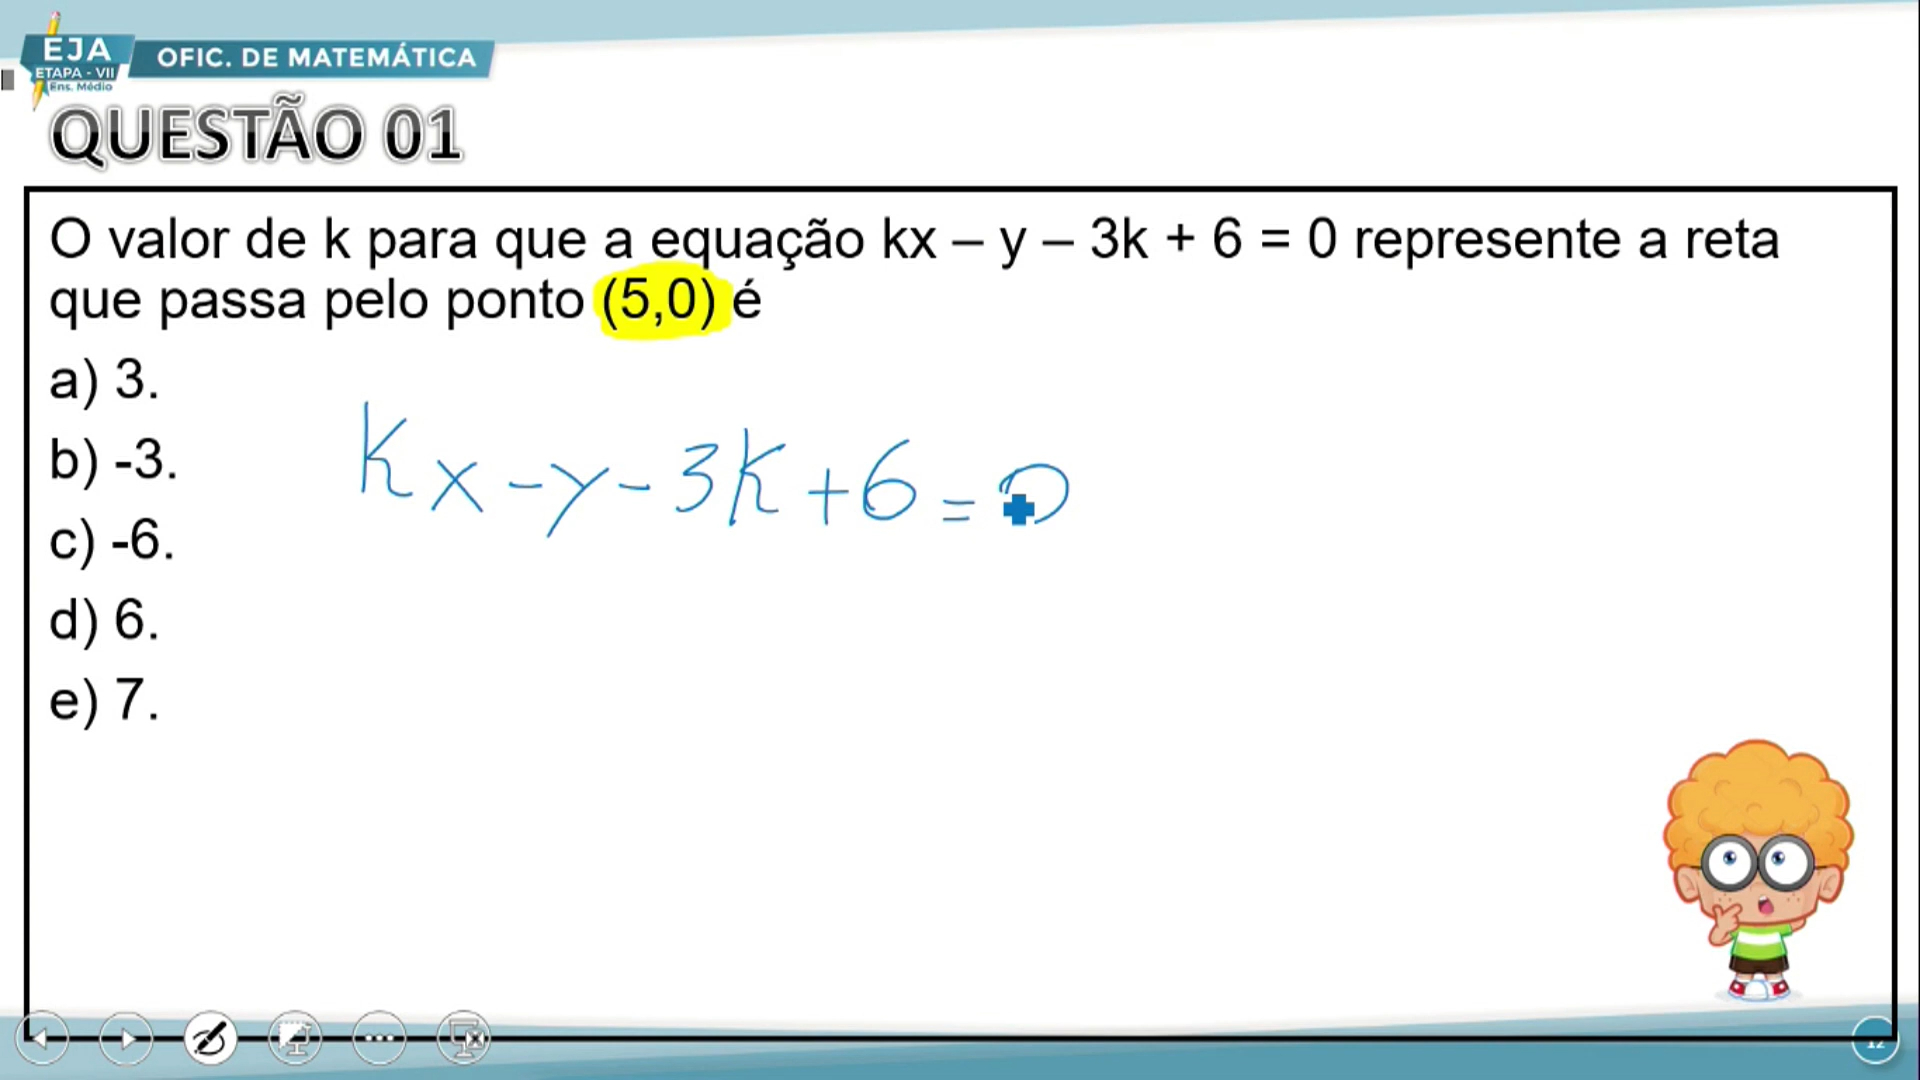 EJA
ETAPA - VII
Ens. Médio
OFIC. DE MATEMÁTICA
QUESTÃO 01
O valor de k para que a equação kx – y – 3k + 6 = 0 represente a reta
que passa pelo ponto (5,0) é
a) 3.
b) -3.
c) -6.
d) 6.
e) 7.
Kx - y - 3K + 6 = 0
12